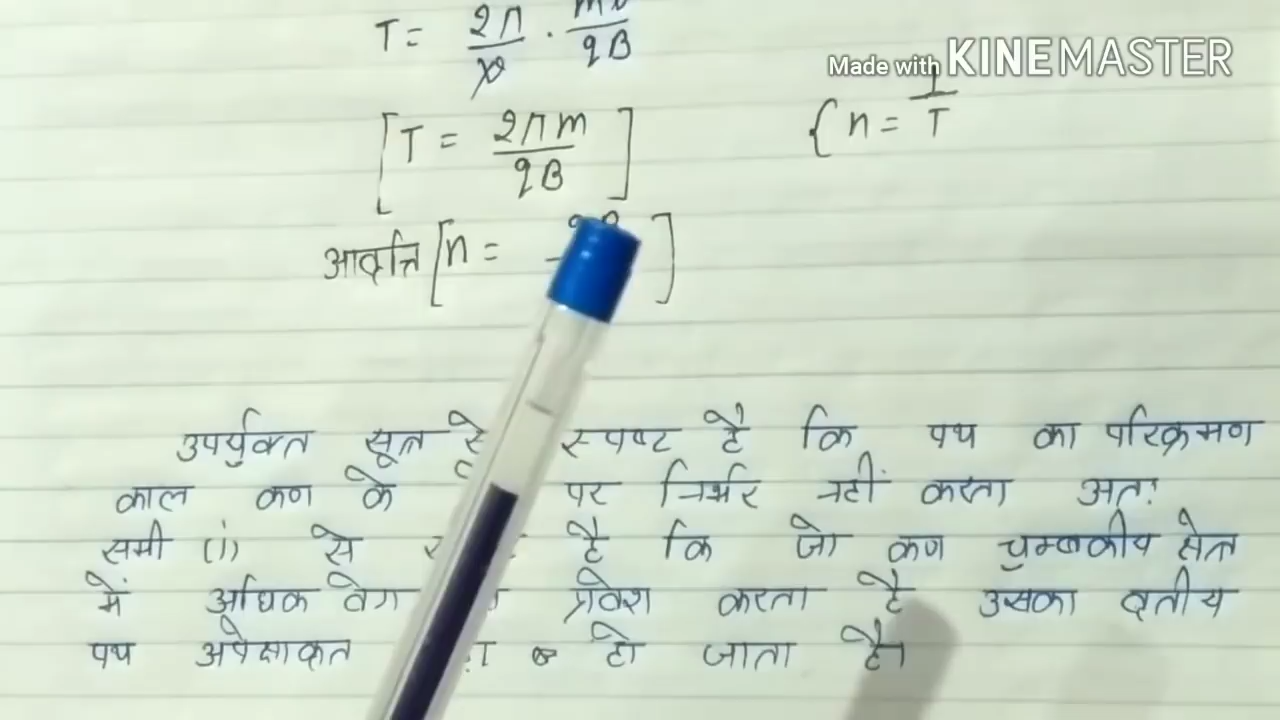 T = 2π/v . mv/qB
Made with KINEMASTER
[T = 2πm/qB]
{n = 1/T
आवृत्ति [n = ]
उपर्युक्त सूत्र से स्पष्ट है कि पथ का परिक्रमण
काल कण के पर निर्भर नहीं करता अतः
समी (i) से है कि जो कण चुम्बकीय क्षेत्र
में अधिक वेग प्रवेश करता है उसका वृतीय
पथ अपेक्षाकृत हो जाता है।